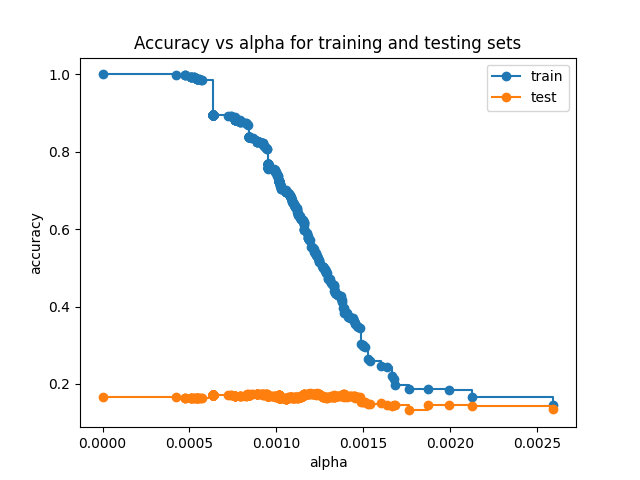 Accuracy vs alpha for training and testing sets
train
test
1.0
0.8
0.6
0.4
0.2
accuracy
0.0000
0.0005
0.0010
0.0015
0.0020
0.0025
alpha